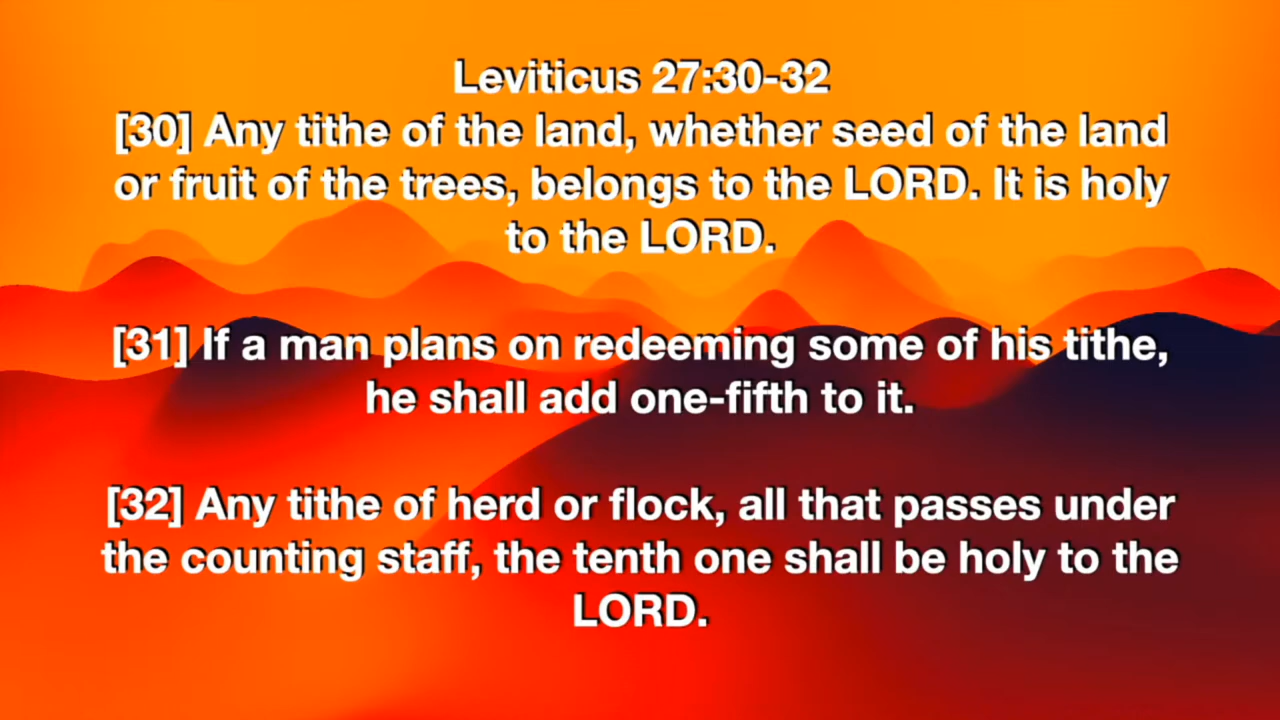 Leviticus 27:30-32
[30] Any tithe of the land, whether seed of the land
or fruit of the trees, belongs to the LORD. It is holy
to the LORD.
[31] If a man plans on redeeming some of his tithe,
he shall add one-fifth to it.
[32] Any tithe of herd or flock, all that passes under
the counting staff, the tenth one shall be holy to the
LORD.